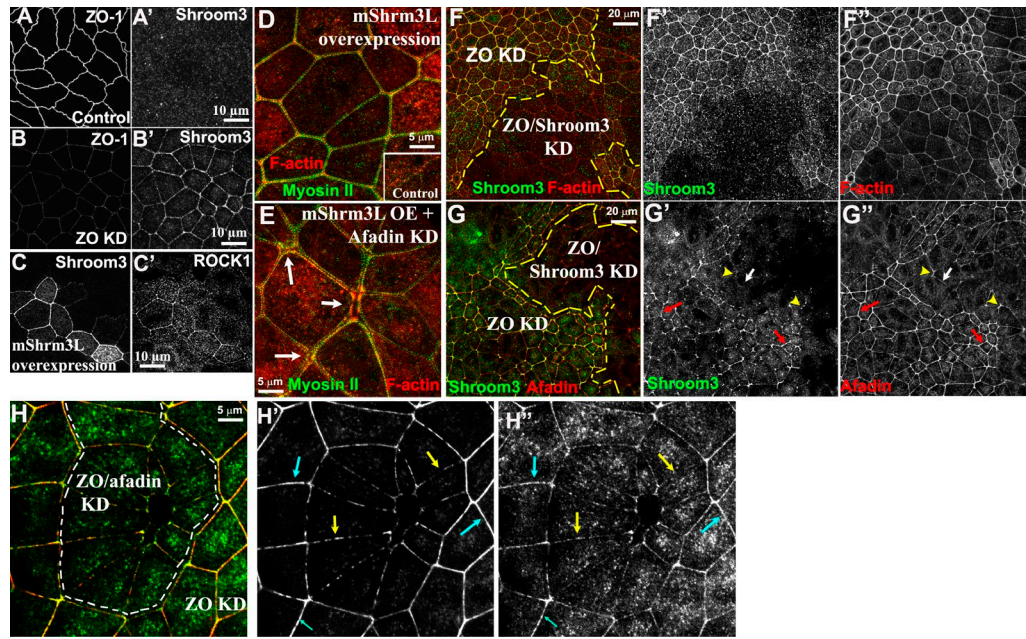 A
ZO-1
Control
A'
Shroom3
10 µm
B
ZO-1
ZO KD
B'
Shroom3
10 µm
C
Shroom3
mShrm3L
overexpression
10 µm
C'
ROCK1
D
mShrm3L
overexpression
5 µm
F-actin
Myosin II
Control
E
mShrm3L OE +
Afadin KD
5 µm
Myosin II
F-actin
F
20 µm
ZO KD
ZO/Shroom3
KD
Shroom3
F-actin
F'
Shroom3
F"
F-actin
G
20 µm
ZO/
Shroom3 KD
ZO KD
Shroom3
Afadin
G'
Shroom3
G"
Afadin
H
5 µm
ZO/afadin
KD
ZO KD
H'
H"